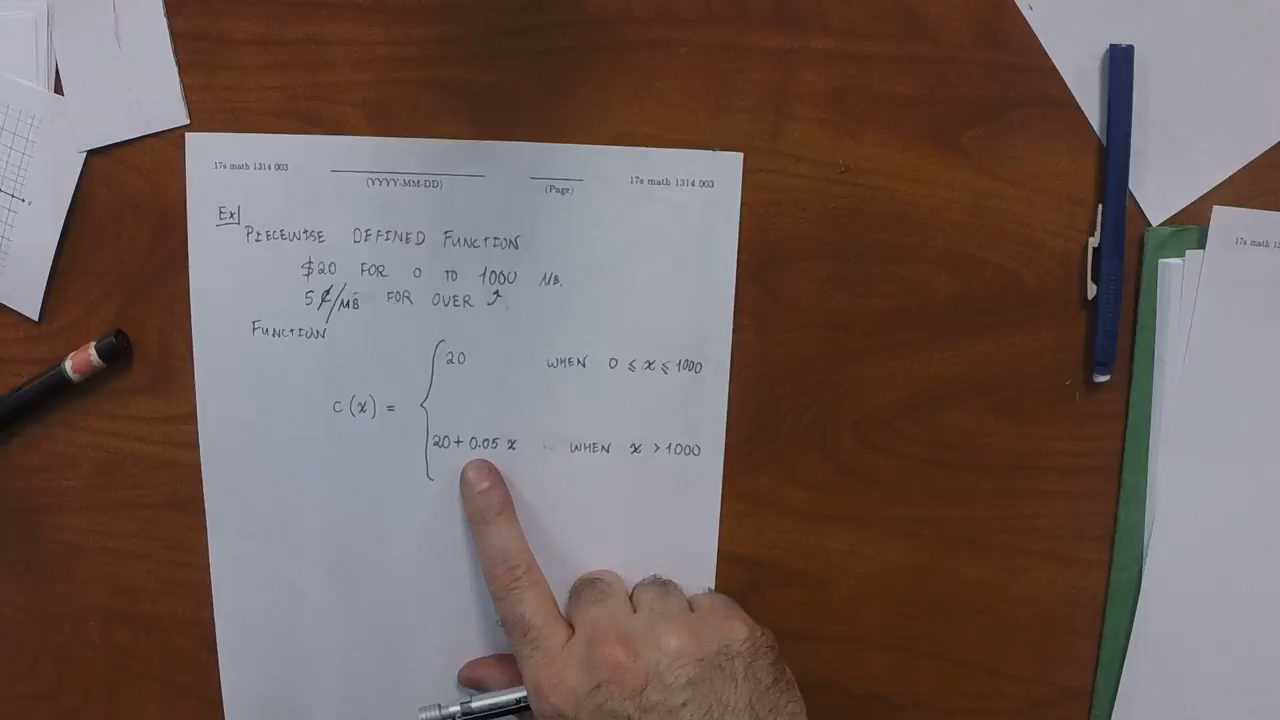 17s math 1314 003
(YYYY-MM-DD)
(Page)
17s math 1314 003
Ex
PIECEWISE DEFINED FUNCTION
$20 FOR 0 TO 1000 MB.
5¢/MB FOR OVER ↑.
FUNCTION
20 WHEN 0 ⩽ x ⩽ 1000
c(x) =
20 + 0.05 x WHEN x > 1000